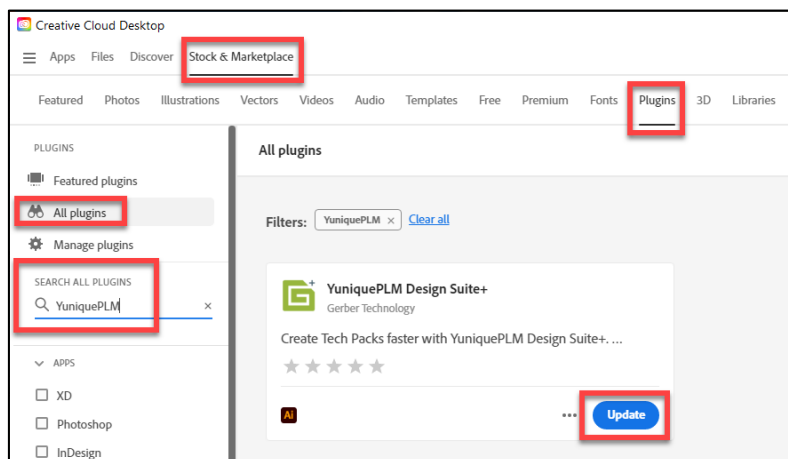 Creative Cloud Desktop
Apps Files Discover Stock & Marketplace
Featured Photos Illustrations Vectors Videos Audio Templates Free Premium Fonts Plugins 3D Libraries
PLUGINS
Featured plugins
All plugins
Manage plugins
SEARCH ALL PLUGINS
YuniquePLM ×
APPS
XD
Photoshop
InDesign
All plugins
Filters: YuniquePLM × Clear all
YuniquePLM Design Suite+
Gerber Technology
Create Tech Packs faster with YuniquePLM Design Suite+. ...
Ai ••• Update